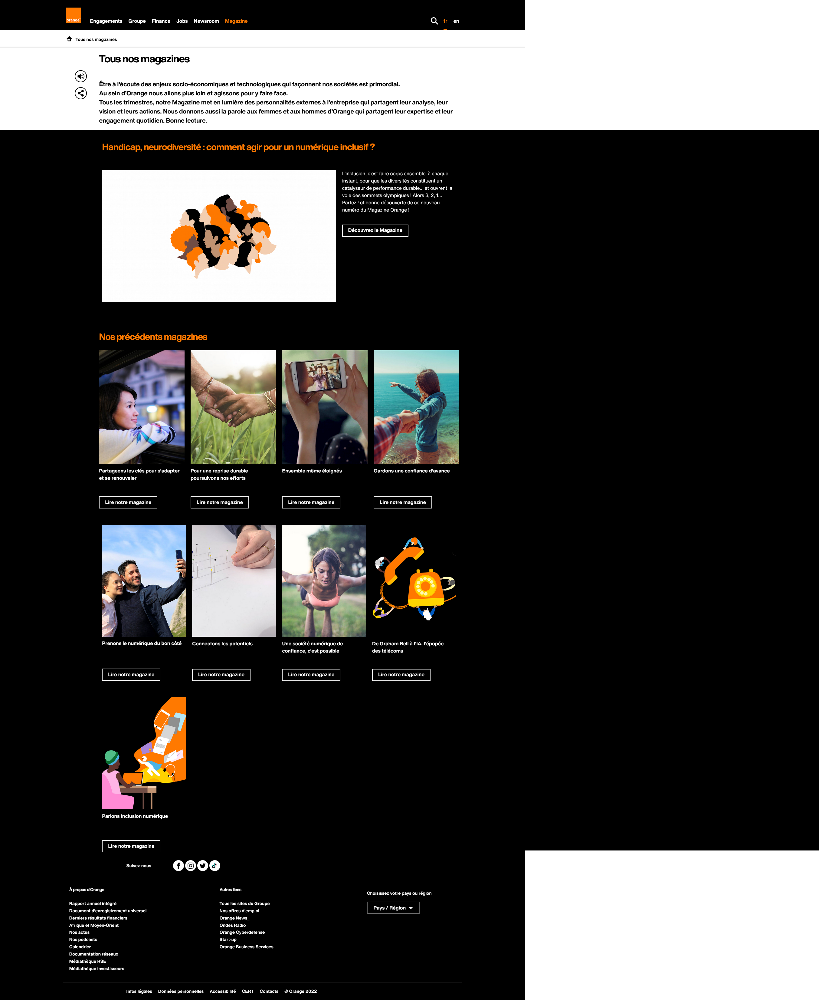 orange
Engagements Groupe Finance Jobs Newsroom Magazine
fr en
Tous nos magazines
Tous nos magazines
Être à l’écoute des enjeux socio-économiques et technologiques qui façonnent nos sociétés est primordial.
Au sein d’Orange nous allons plus loin et agissons pour y faire face.
Tous les trimestres, notre Magazine met en lumière des personnalités externes à l’entreprise qui partagent leur analyse, leur
vision et leurs actions. Nous donnons aussi la parole aux femmes et aux hommes d’Orange qui partagent leur expertise et leur
engagement quotidien. Bonne lecture.
Handicap, neurodiversité : comment agir pour un numérique inclusif ?
L’inclusion, c’est faire corps ensemble, à chaque
instant, pour que les diversités constituent un
catalyseur de performance durable… et ouvrent la
voie des sommets olympiques ! Alors 3, 2, 1…
Partez ! et bonne découverte de ce nouveau
numéro du Magazine Orange !
Découvrez le Magazine
Nos précédents magazines
Partageons les clés pour s'adapter
et se renouveler
Lire notre magazine
Pour une reprise durable
poursuivons nos efforts
Lire notre magazine
Ensemble même éloignés
Lire notre magazine
Gardons une confiance d'avance
Lire notre magazine
Prenons le numérique du bon côté
Lire notre magazine
Connectons les potentiels
Lire notre magazine
Une société numérique de
confiance, c'est possible
Lire notre magazine
De Graham Bell à l'IA, l'épopée
des télécoms
Lire notre magazine
Parlons inclusion numérique
Lire notre magazine
Suivez-nous
À propos d'Orange
Rapport annuel intégré
Document d'enregistrement universel
Derniers résultats financiers
Afrique et Moyen-Orient
Nos actus
Nos podcasts
Calendrier
Documentation réseaux
Médiathèque RSE
Médiathèque investisseurs
Autres liens
Tous les sites du Groupe
Nos offres d'emploi
Orange News_
Ondes Radio
Orange Cyberdefense
Start-up
Orange Business Services
Choisissez votre pays ou région
Pays / Région
Infos légales Données personnelles Accessibilité CERT Contacts © Orange 2022